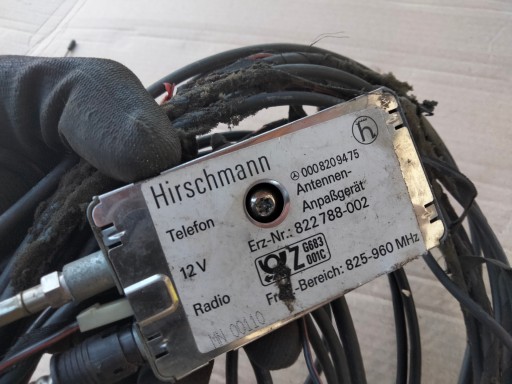 Hirschmann
h
0008209475
Antennen-
Anpaßgerät
Telefon
Erz-Nr.: 822 788-002
12 V
G683
001C
Radio
-Bereich: 825-960 MHz